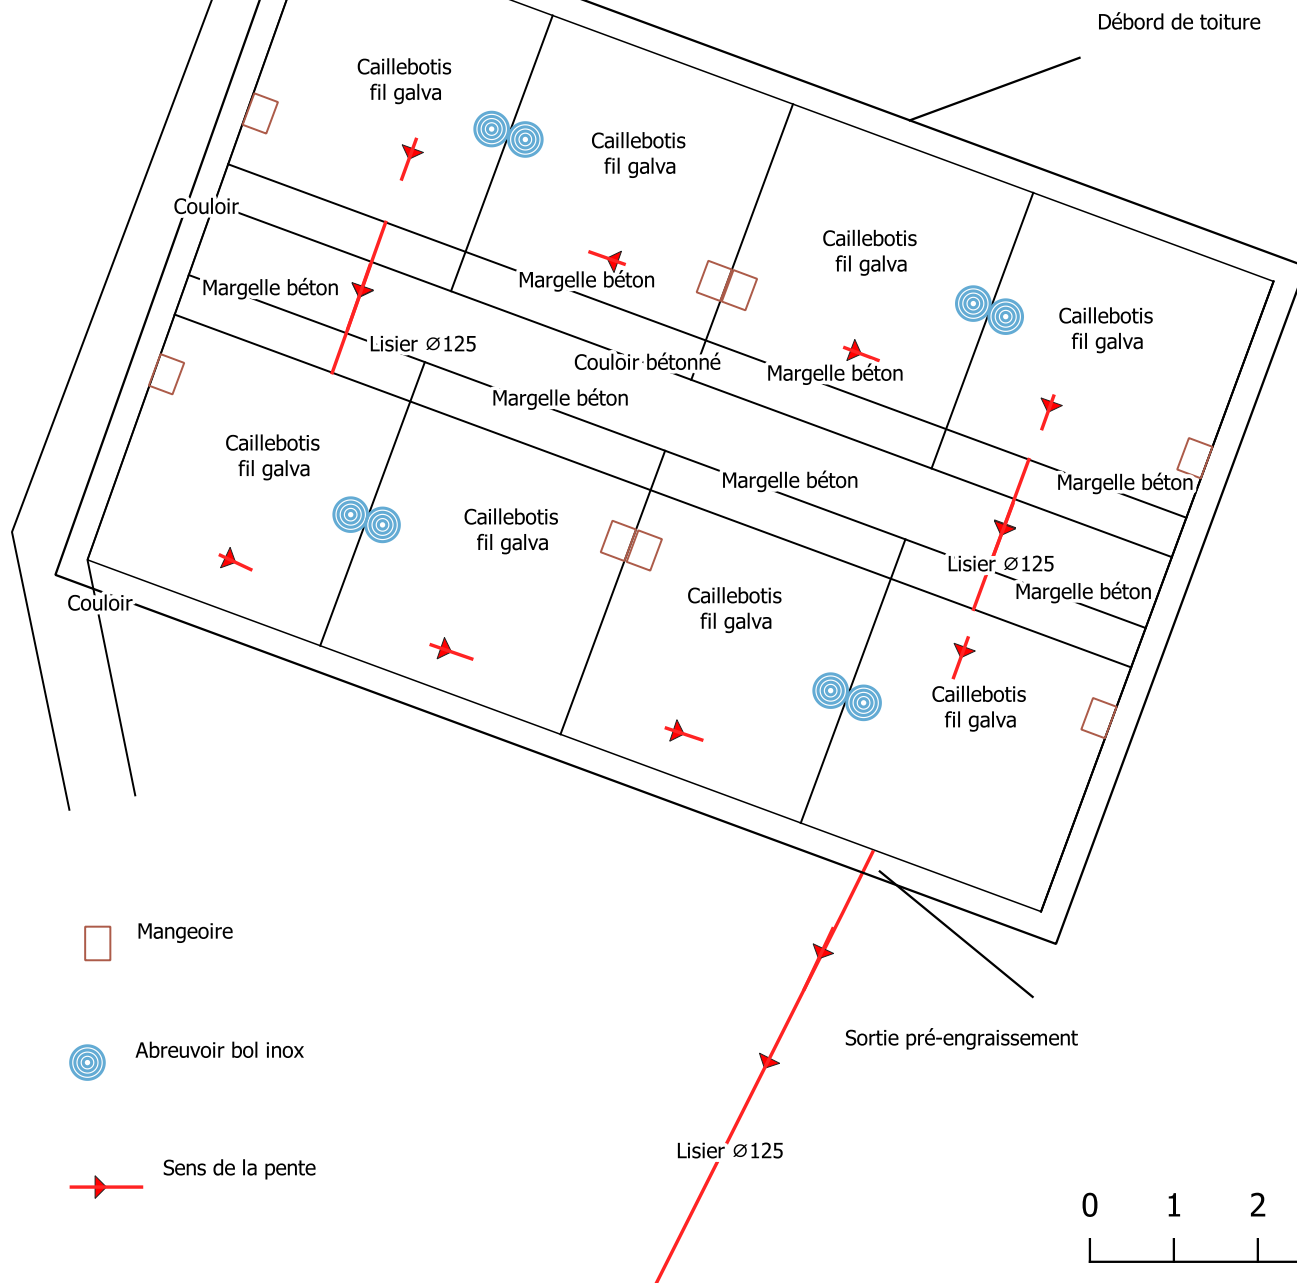 Débord de toiture
Caillebotis
fil galva
Caillebotis
fil galva
Caillebotis
fil galva
Caillebotis
fil galva
Couloir
Margelle béton
Margelle béton
Lisier ∅125
Couloir bétonné
Margelle béton
Margelle béton
Margelle béton
Margelle béton
Caillebotis
fil galva
Caillebotis
fil galva
Lisier ∅125
Margelle béton
Caillebotis
fil galva
Couloir
Caillebotis
fil galva
Mangeoire
Sortie pré-engraissement
Abreuvoir bol inox
Lisier ∅125
Sens de la pente
0 1 2